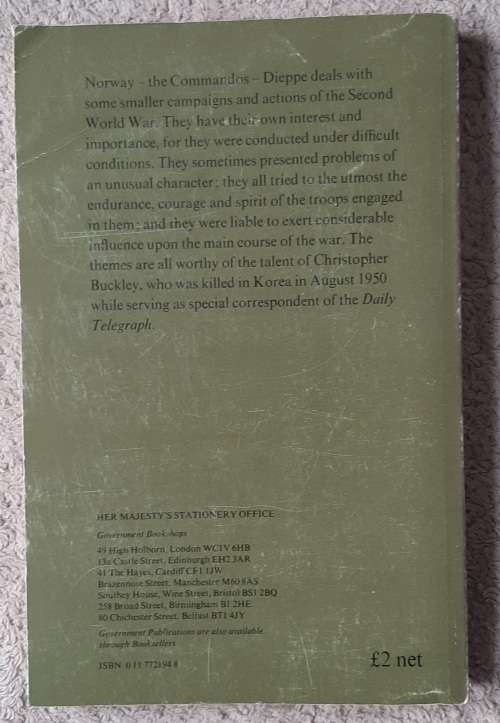 Norway – the Commandos – Dieppe deals with
some smaller campaigns and actions of the Second
World War. They have their own interest and
importance, for they were conducted under difficult
conditions. They sometimes presented problems of
an unusual character; they all tried to the utmost the
endurance, courage and spirit of the troops engaged
in them; and they were liable to exert considerable
influence upon the main course of the war. The
themes are all worthy of the talent of Christopher
Buckley, who was killed in Korea in August 1950
while serving as special correspondent of the Daily
Telegraph.
HER MAJESTY'S STATIONERY OFFICE
Government Bookshops
49 High Holborn, London WC1V 6HB
13a Castle Street, Edinburgh EH2 3AR
41 The Hayes, Cardiff CF1 1JW
Brazennose Street, Manchester M60 8AS
Southey House, Wine Street, Bristol BS1 2BQ
258 Broad Street, Birmingham B1 2HE
80 Chichester Street, Belfast BT1 4JY
Government Publications are also available
through Booksellers
ISBN 0 11 772194 8
£2 net